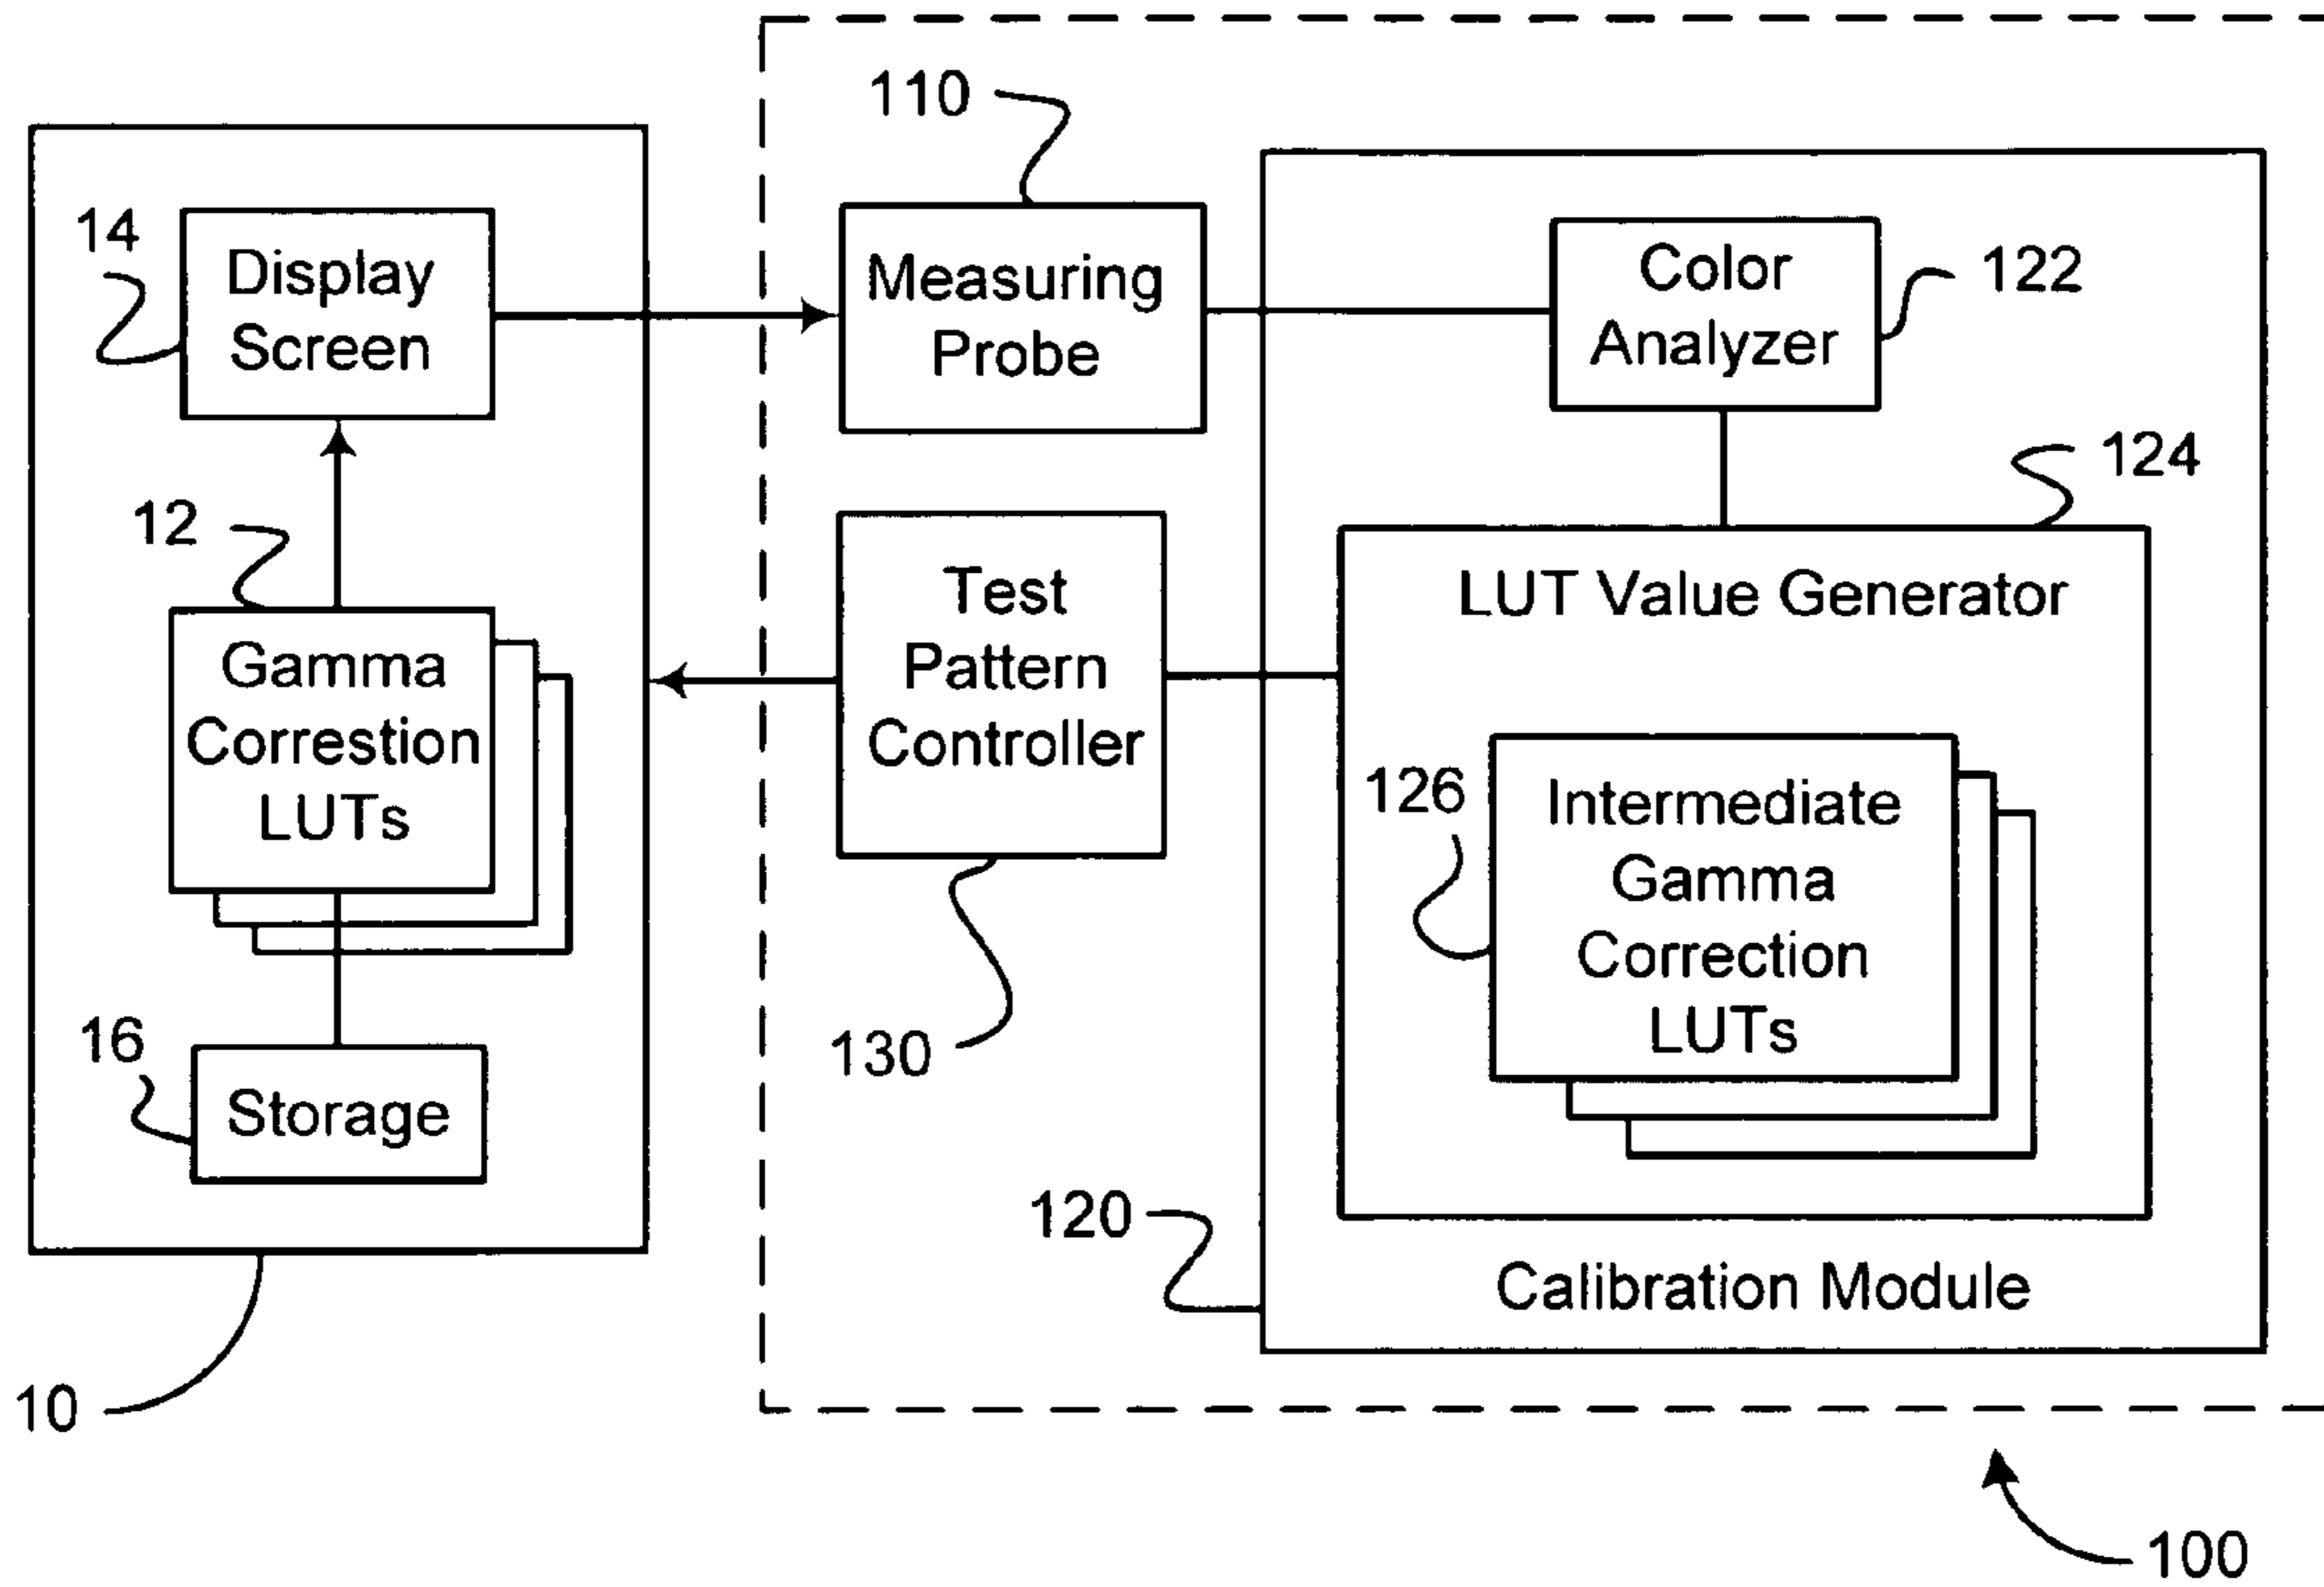 110
14
Display
Screen
Measuring
Probe
Color
Analyzer
122
124
12
Gamma
Correstion
LUTs
Test
Pattern
Controller
LUT Value Generator
126
Intermediate
Gamma
Correction
LUTs
16
Storage
130
120
Calibration Module
10
100